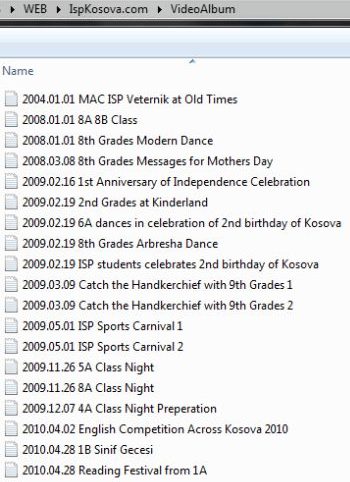 WEB IspKosova.com VideoAlbum
Name
2004.01.01 MAC ISP Veternik at Old Times
2008.01.01 8A 8B Class
2008.01.01 8th Grades Modern Dance
2008.03.08 8th Grades Messages for Mothers Day
2009.02.16 1st Anniversary of Independence Celebration
2009.02.19 2nd Grades at Kinderland
2009.02.19 6A dances in celebration of 2nd birthday of Kosova
2009.02.19 8th Grades Arbresha Dance
2009.02.19 ISP students celebrates 2nd birthday of Kosova
2009.03.09 Catch the Handkerchief with 9th Grades 1
2009.03.09 Catch the Handkerchief with 9th Grades 2
2009.05.01 ISP Sports Carnival 1
2009.05.01 ISP Sports Carnival 2
2009.11.26 5A Class Night
2009.11.26 8A Class Night
2009.12.07 4A Class Night Preperation
2010.04.02 English Competition Across Kosova 2010
2010.04.28 1B Sinif Gecesi
2010.04.28 Reading Festival from 1A